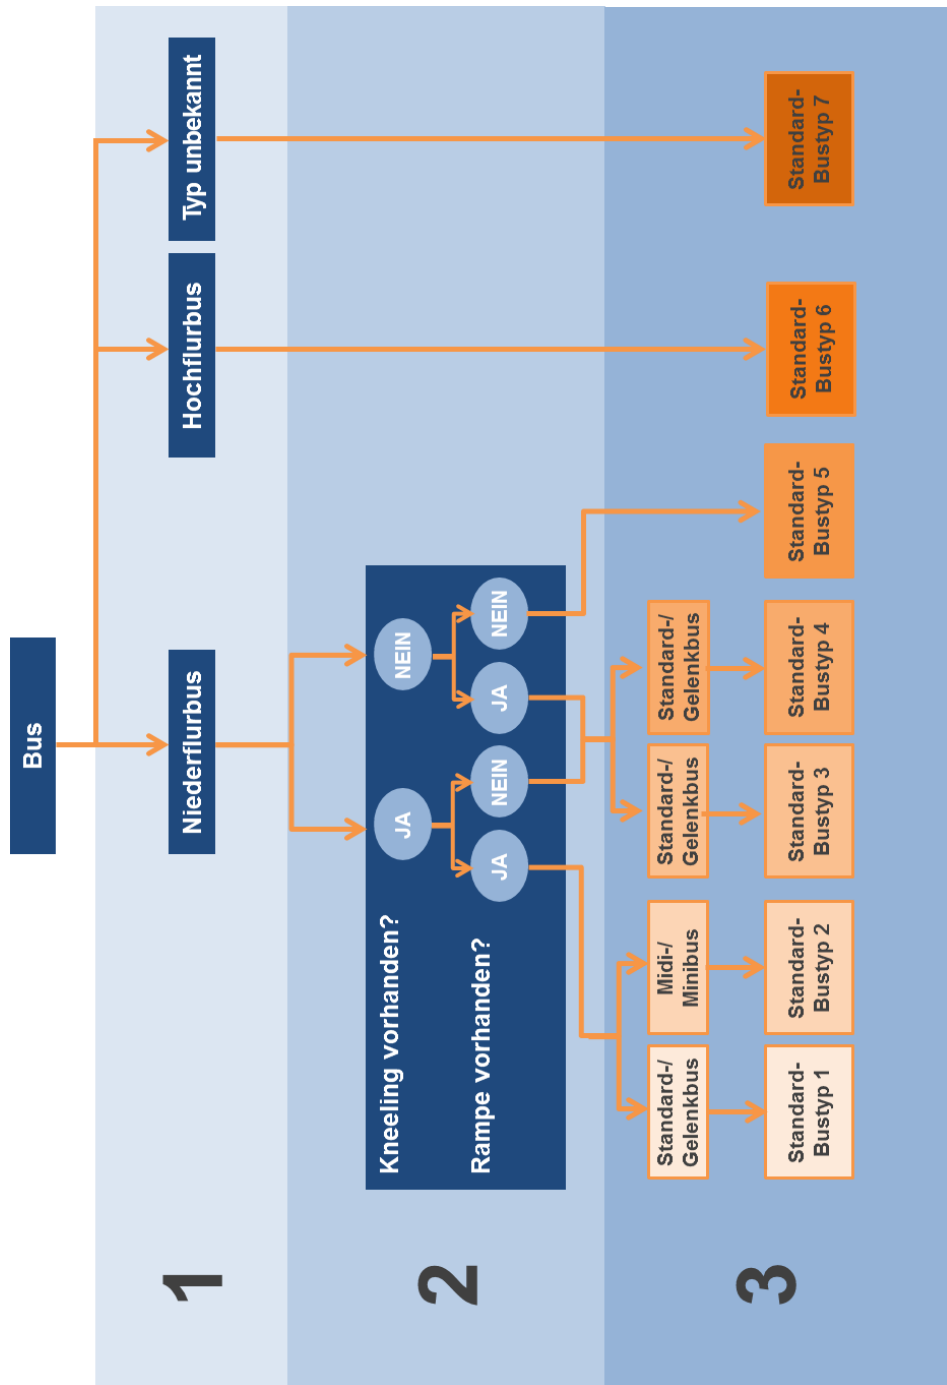 Bus
1
Niederflurbus
Hochflurbus
Typ unbekannt
2
Kneeling vorhanden?
JA
NEIN
Rampe vorhanden?
JA
NEIN
JA
NEIN
3
Standard-/
Gelenkbus
Midi-/
Minibus
Standard-/
Gelenkbus
Standard-/
Gelenkbus
Standard-
Bustyp 1
Standard-
Bustyp 2
Standard-
Bustyp 3
Standard-
Bustyp 4
Standard-
Bustyp 5
Standard-
Bustyp 6
Standard-
Bustyp 7